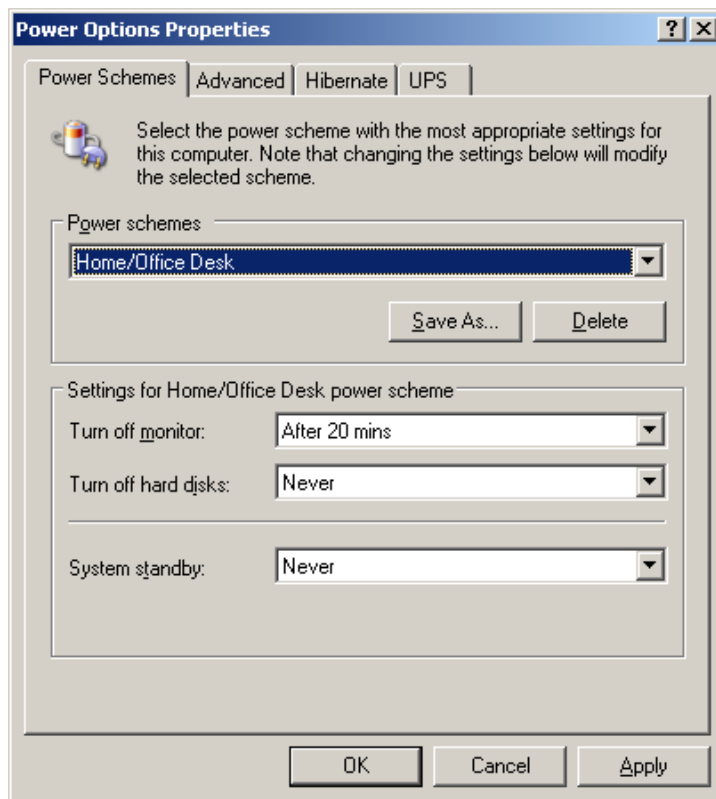 Power Options Properties
Power Schemes Advanced Hibernate UPS
Select the power scheme with the most appropriate settings for
this computer. Note that changing the settings below will modify
the selected scheme.
Power schemes
Home/Office Desk
Save As... Delete
Settings for Home/Office Desk power scheme
Turn off monitor: After 20 mins
Turn off hard disks: Never
System standby: Never
OK Cancel Apply